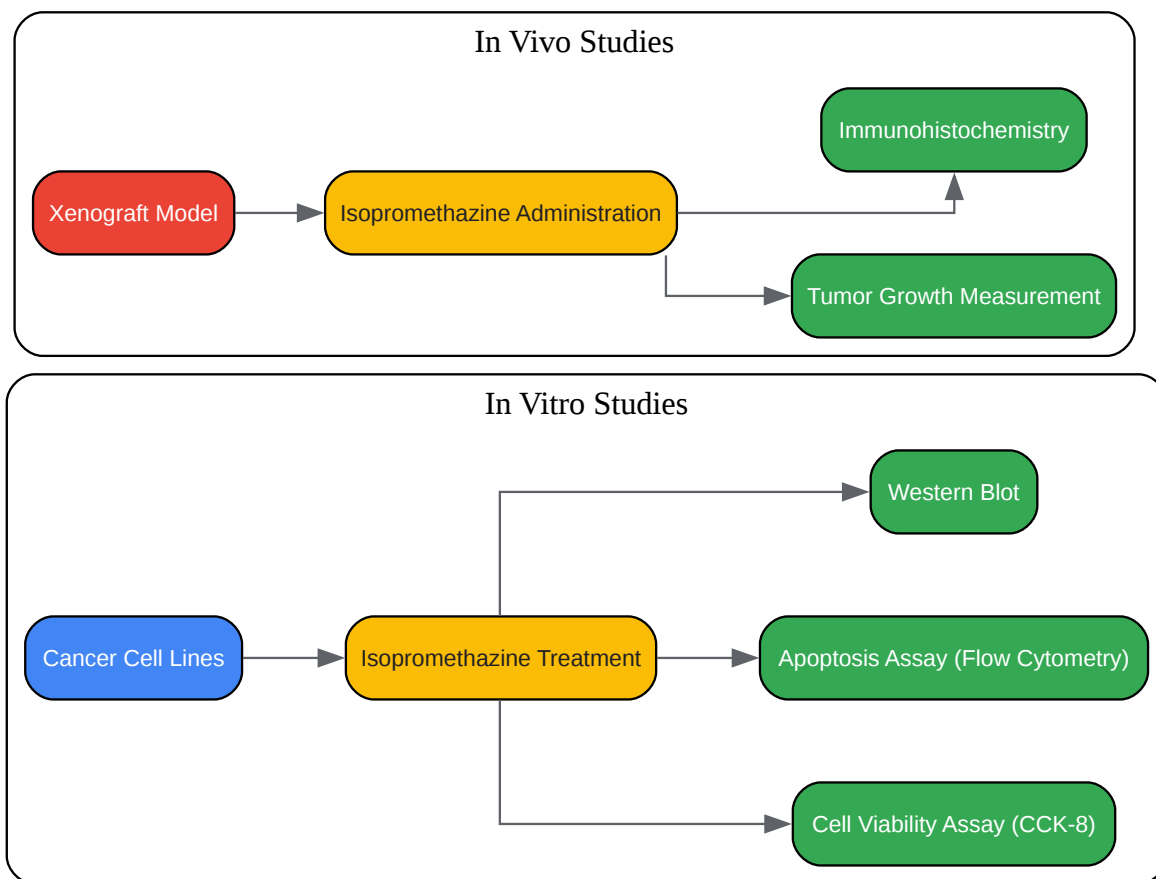 In Vivo Studies
Immunohistochemistry
Xenograft Model
Isopromethazine Administration
Tumor Growth Measurement
In Vitro Studies
Western Blot
Cancer Cell Lines
Isopromethazine Treatment
Apoptosis Assay (Flow Cytometry)
Cell Viability Assay (CCK-8)